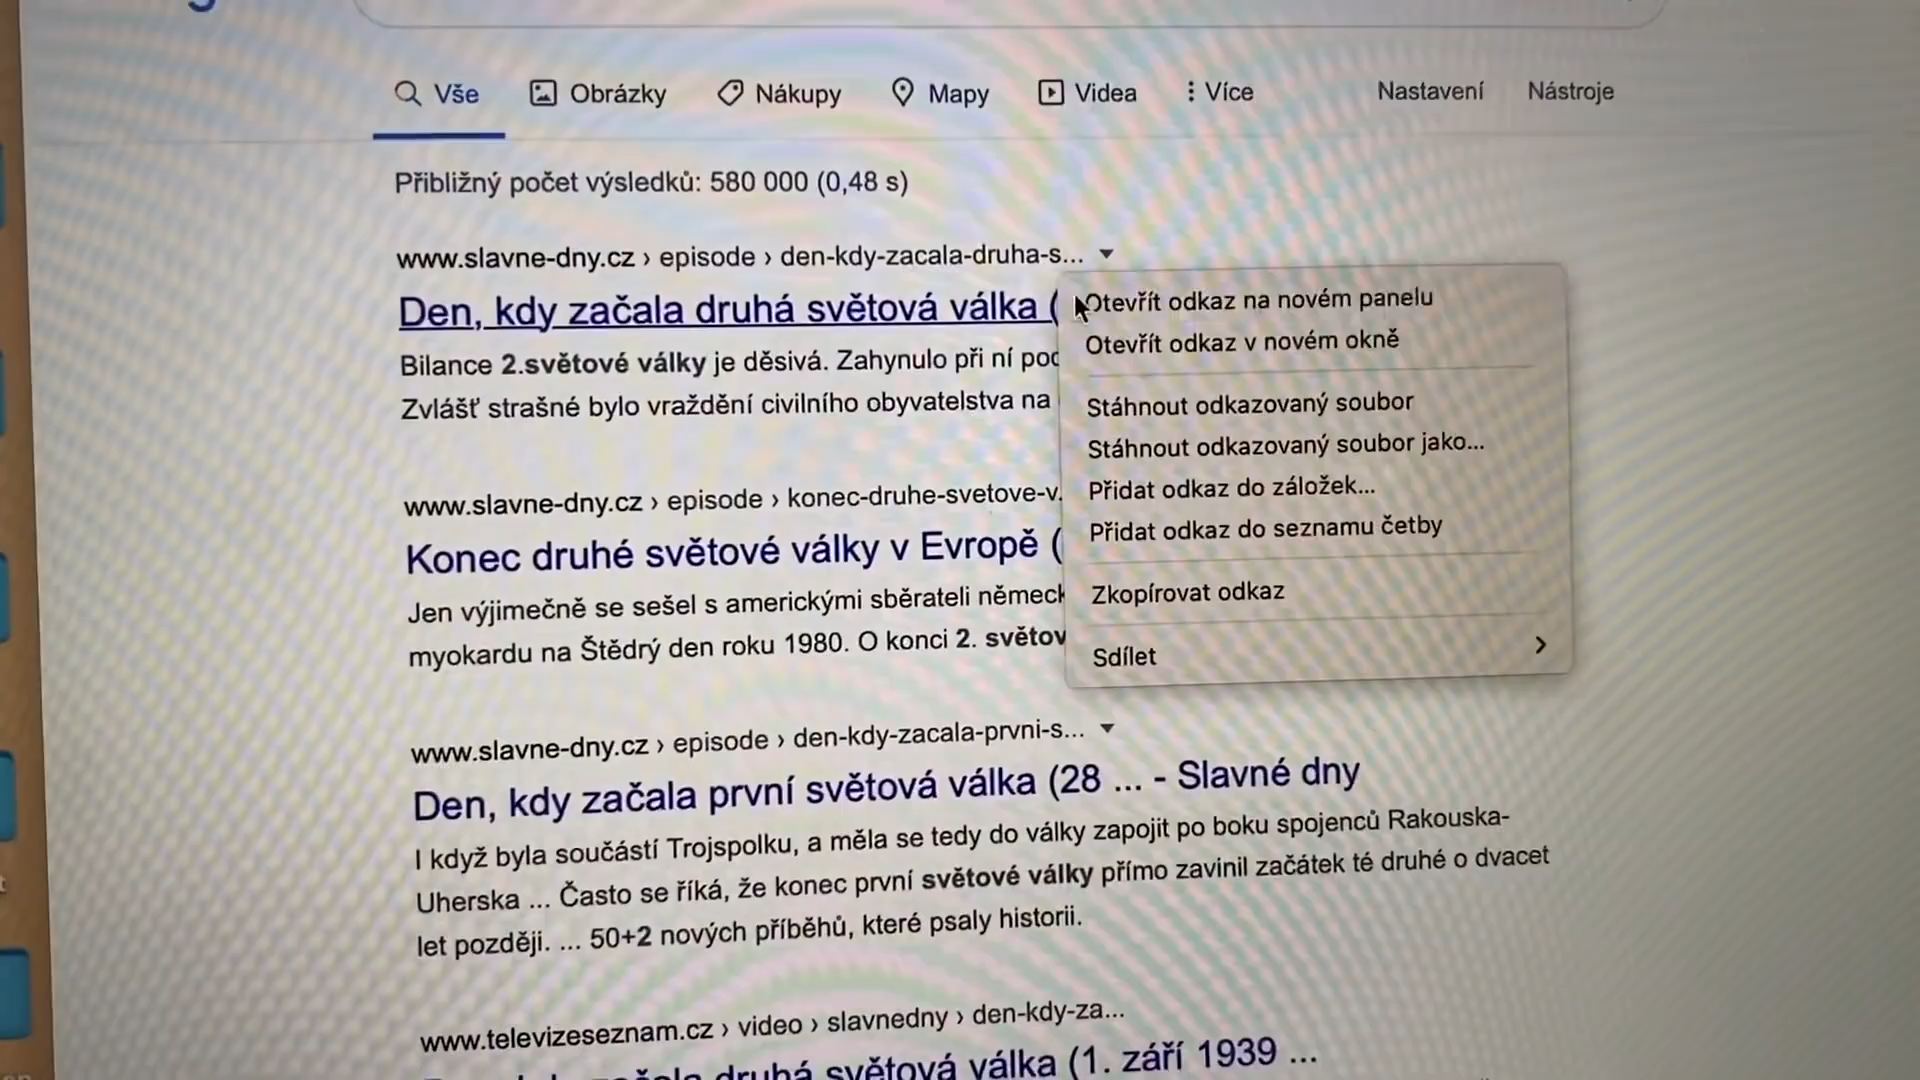 Vše Obrázky Nákupy Mapy Videa Více Nastavení Nástroje
Přibližný počet výsledků: 580 000 (0,48 s)
www.slavne-dny.cz › episode › den-kdy-zacala-druha-s...
Den, kdy začala druhá světová válka (
Bilance 2.světové války je děsivá. Zahynulo při ní
Zvlášť strašné bylo vraždění civilního obyvatelstva na
www.slavne-dny.cz › episode › konec-druhe-svetove-v.
Konec druhé světové války v Evropě (
Jen výjimečně se sešel s americkými sběrateli
myokardu na Štědrý den roku 1980. O konci 2.
Otevřít odkaz na novém panelu
Otevřít odkaz v novém okně
Stáhnout odkazovaný soubor
Stáhnout odkazovaný soubor jako...
Přidat odkaz do záložek...
Přidat odkaz do seznamu četby
Zkopírovat odkaz
Sdílet
www.slavne-dny.cz › episode › den-kdy-zacala-prvni-s...
Den, kdy začala první světová válka (28 ... - Slavné dny
I když byla součástí Trojspolku, a měla se tedy do války zapojit po boku spojenců Rakouska-
Uherska ... Často se říká, že konec první světové války přímo zavinil začátek té druhé o dvacet
let později. ... 50+2 nových příběhů, které psaly historii.
www.televizeseznam.cz › video › slavnedny › den-kdy-za...
začala druhá světová válka (1. září 1939 ...